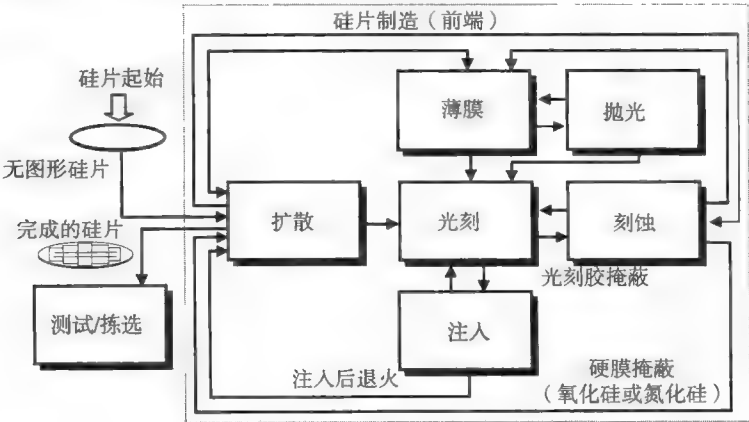 硅片制造（前端）
硅片起始
薄膜
抛光
无图形硅片
扩散
光刻
刻蚀
完成的硅片
光刻胶掩蔽
测试/拣选
注入
注入后退火
硬膜掩蔽
（氧化硅或氮化硅）